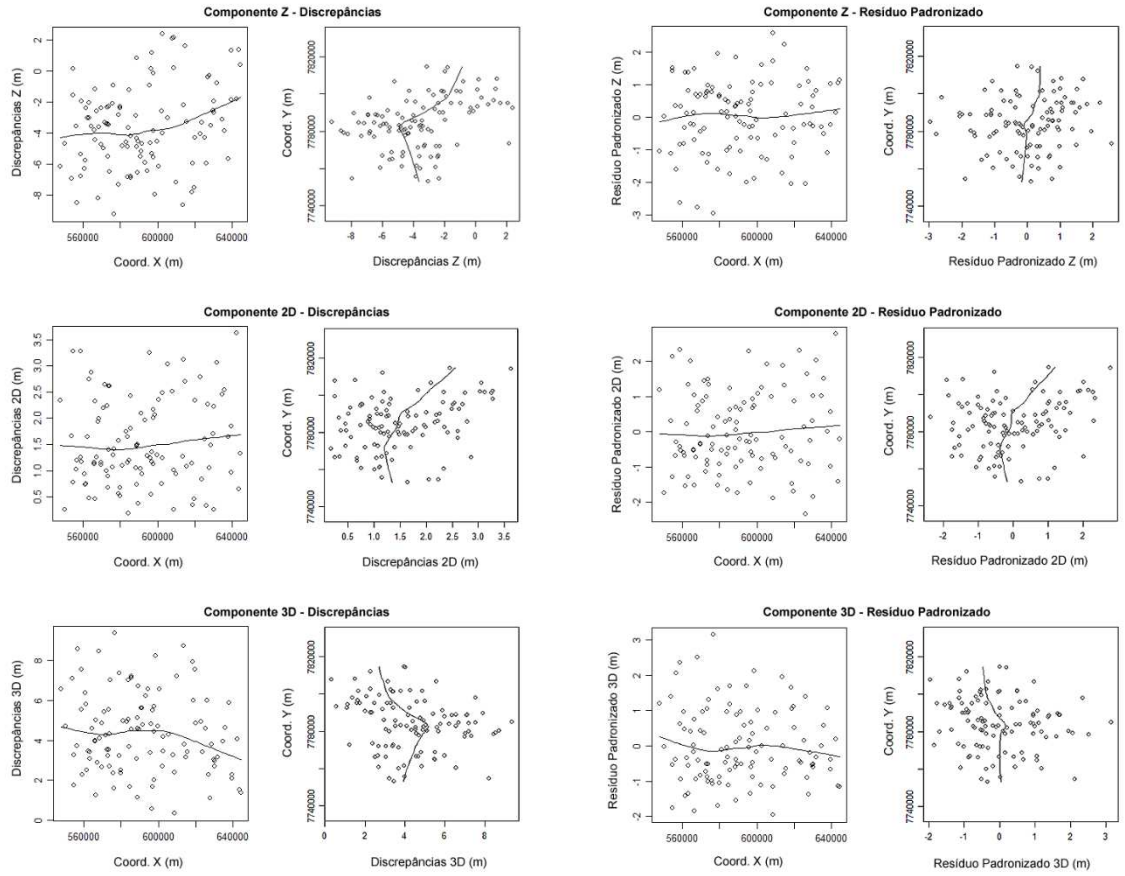 Componente Z - Discrepâncias
Discrepâncias Z (m)
2
0
-2
-4
-6
-8
560000 600000 640000
Coord. X (m)
Coord. Y (m)
7820000
7780000
7740000
-8 -6 -4 -2 0 2
Discrepâncias Z (m)
Componente Z - Resíduo Padronizado
Resíduo Padronizado Z (m)
2
1
0
-1
-2
-3
560000 600000 640000
Coord. X (m)
Coord. Y (m)
7820000
7780000
7740000
-3 -2 -1 0 1 2
Resíduo Padronizado Z (m)
Componente 2D - Discrepâncias
Discrepâncias 2D (m)
3.5
3.0
2.5
2.0
1.5
1.0
0.5
560000 600000 640000
Coord. X (m)
Coord. Y (m)
7820000
7780000
7740000
0.5 1.0 1.5 2.0 2.5 3.0 3.5
Discrepâncias 2D (m)
Componente 2D - Resíduo Padronizado
Resíduo Padronizado 2D (m)
2
1
0
-1
-2
560000 600000 640000
Coord. X (m)
Coord. Y (m)
7820000
7780000
7740000
-2 -1 0 1 2
Resíduo Padronizado 2D (m)
Componente 3D - Discrepâncias
Discrepâncias 3D (m)
8
6
4
2
0
560000 600000 640000
Coord. X (m)
Coord. Y (m)
7820000
7780000
7740000
0 2 4 6 8
Discrepâncias 3D (m)
Componente 3D - Resíduo Padronizado
Resíduo Padronizado 3D (m)
3
2
1
0
-1
-2
560000 600000 640000
Coord. X (m)
Coord. Y (m)
7820000
7780000
7740000
-2 -1 0 1 2 3
Resíduo Padronizado 3D (m)